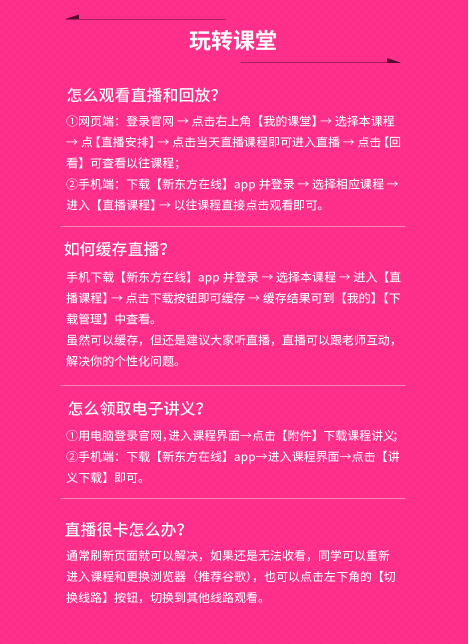 玩转课堂
怎么观看直播和回放？
①网页端：登录官网 → 点击右上角【我的课堂】→ 选择本课程
→ 点【直播安排】→ 点击当天直播课程即可进入直播 → 点击【回
看】可查看以往课程；
②手机端：下载【新东方在线】app 并登录 → 选择相应课程 →
进入【直播课程】→ 以往课程直接点击观看即可。
如何缓存直播？
手机下载【新东方在线】app 并登录 → 选择本课程 → 进入【直
播课程】→ 点击下载按钮即可缓存 → 缓存结果可到【我的】【下
载管理】中查看。
虽然可以缓存，但还是建议大家听直播，直播可以跟老师互动，
解决你的个性化问题。
怎么领取电子讲义？
①用电脑登录官网，进入课程界面→点击【附件】下载课程讲义；
②手机端：下载【新东方在线】app→进入课程界面→点击【讲
义下载】即可。
直播很卡怎么办？
通常刷新页面就可以解决，如果还是无法收看，同学可以重新
进入课程和更换浏览器（推荐谷歌），也可以点击左下角的【切
换线路】按钮，切换到其他线路观看。